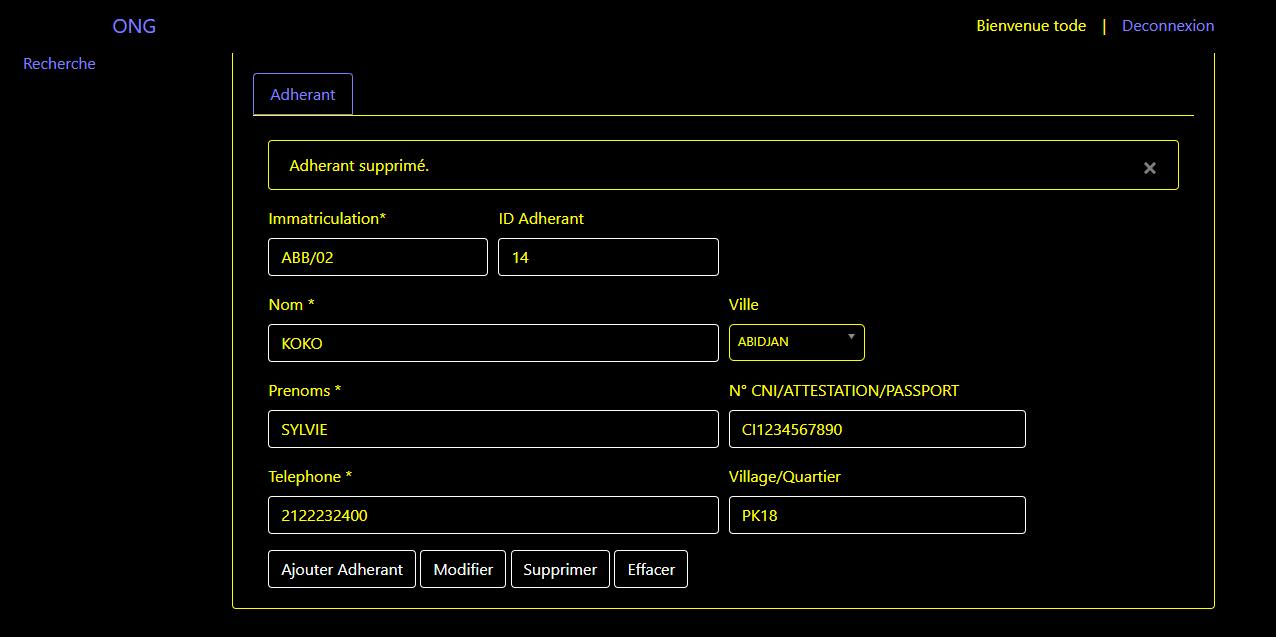 ONG
Bienvenue tode | Deconnexion
Recherche
Adherant
Adherant supprimé. ×
Immatriculation* ID Adherant
ABB/02 14
Nom * Ville
KOKO ABIDJAN
Prenoms * N° CNI/ATTESTATION/PASSPORT
SYLVIE CI1234567890
Telephone * Village/Quartier
2122232400 PK18
Ajouter Adherant Modifier Supprimer Effacer